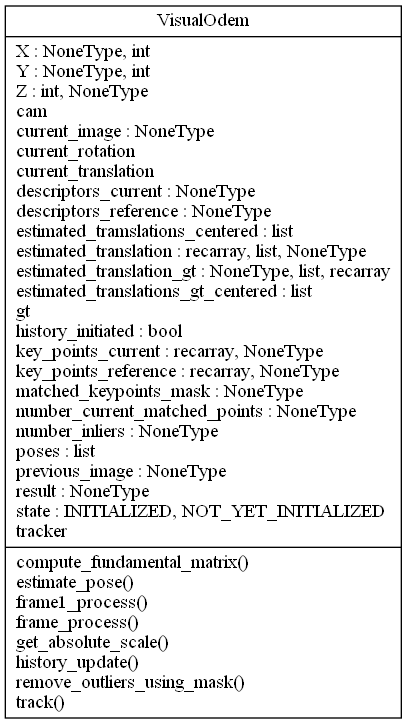 VisualOdem
X : NoneType, int
Y : NoneType, int
Z : int, NoneType
cam
current_image : NoneType
current_rotation
current_translation
descriptors_current : NoneType
descriptors_reference : NoneType
estimated_tramslations_centered : list
estimated_translation : recarray, list, NoneType
estimated_translation_gt : NoneType, list, recarray
estimated_translations_gt_centered : list
gt
history_initiated : bool
key_points_current : recarray, NoneType
key_points_reference : recarray, NoneType
matched_keypoints_mask : NoneType
number_current_matched_points : NoneType
number_inliers : NoneType
poses : list
previous_image : NoneType
result : NoneType
state : INITIALIZED, NOT_YET_INITIALIZED
tracker
compute_fundamental_matrix()
estimate_pose()
frame1_process()
frame_process()
get_absolute_scale()
history_update()
remove_outliers_using_mask()
track()